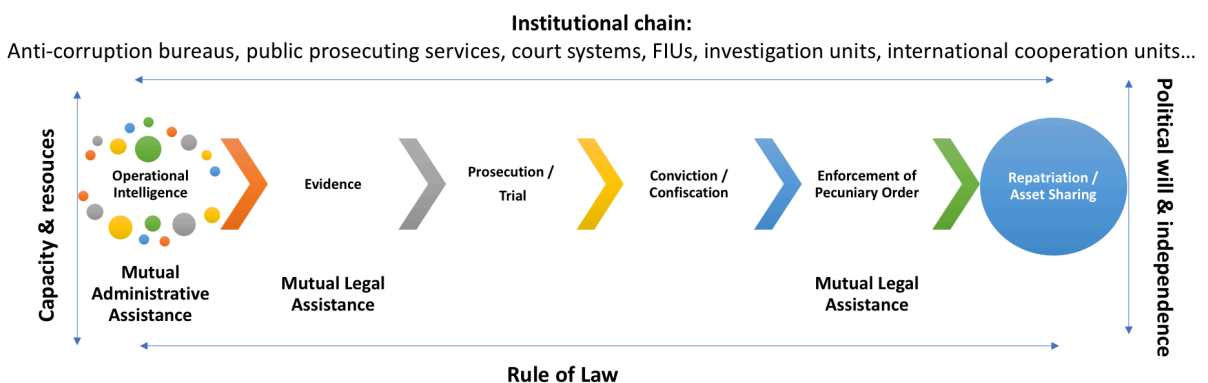 Institutional chain:
Anti-corruption bureaus, public prosecuting services, court systems, FIUs, investigation units, international cooperation units…
Capacity & resouces
Operational
Intelligence
Evidence
Prosecution /
Trial
Conviction /
Confiscation
Enforcement of
Pecuniary Order
Repatriation /
Asset Sharing
Political will & independence
Mutual
Administrative
Assistance
Mutual Legal
Assistance
Mutual Legal
Assistance
Rule of Law